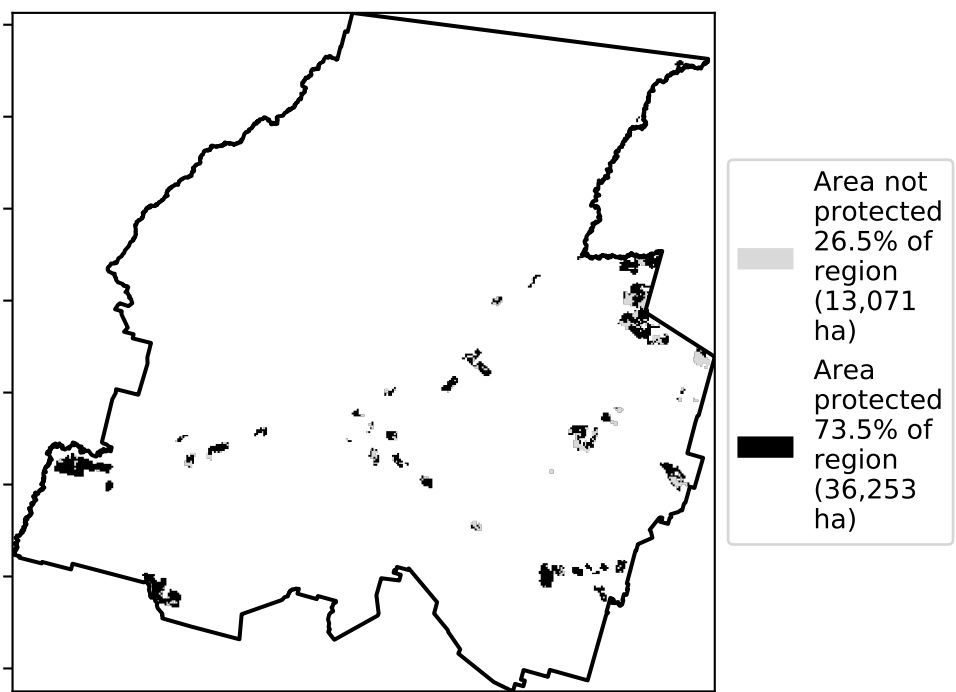 Area not
protected
26.5% of
region
(13,071
ha)
Area
protected
73.5% of
region
(36,253
ha)